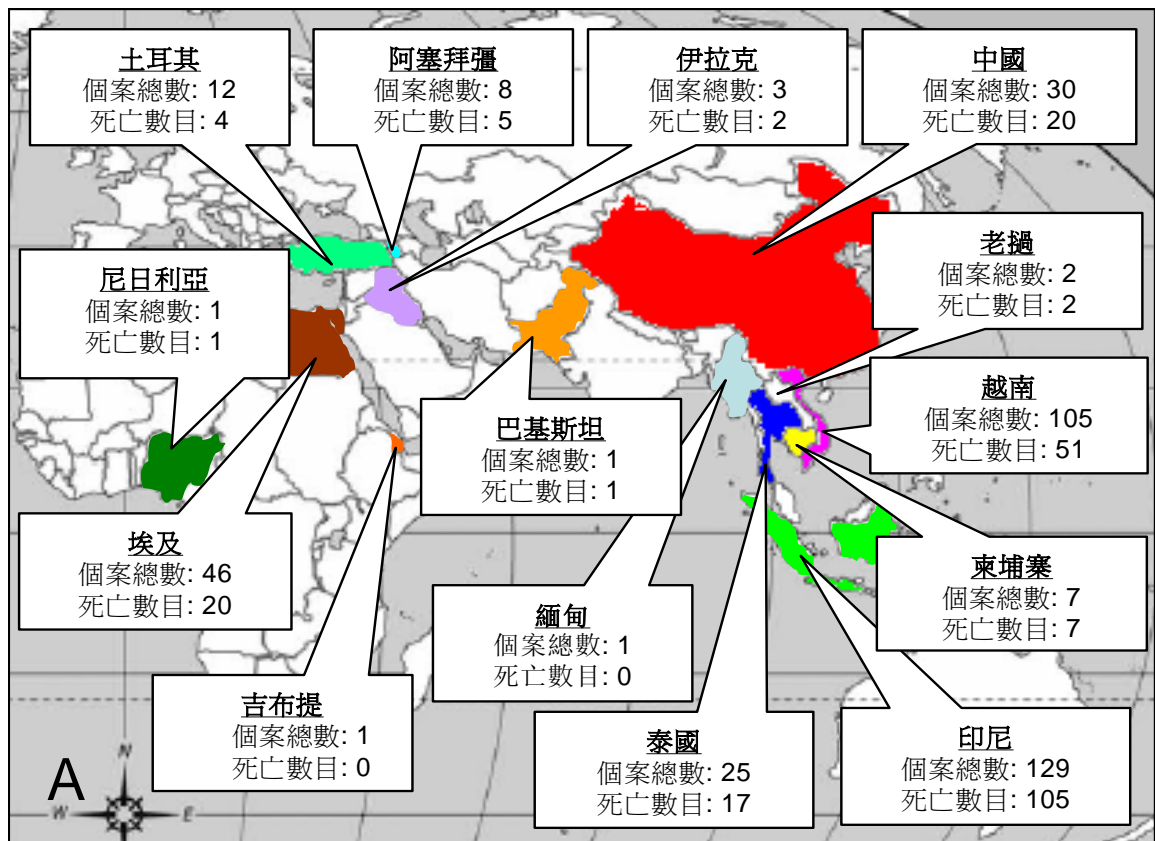 土耳其
個案總數: 12
死亡數目: 4
阿塞拜彊
個案總數: 8
死亡數目: 5
伊拉克
個案總數: 3
死亡數目: 2
中國
個案總數: 30
死亡數目: 20
老撾
個案總數: 2
死亡數目: 2
尼日利亞
個案總數: 1
死亡數目: 1
越南
個案總數: 105
死亡數目: 51
巴基斯坦
個案總數: 1
死亡數目: 1
埃及
個案總數: 46
死亡數目: 20
柬埔寨
個案總數: 7
死亡數目: 7
緬甸
個案總數: 1
死亡數目: 0
吉布提
個案總數: 1
死亡數目: 0
泰國
個案總數: 25
死亡數目: 17
印尼
個案總數: 129
死亡數目: 105
A
N
W
E